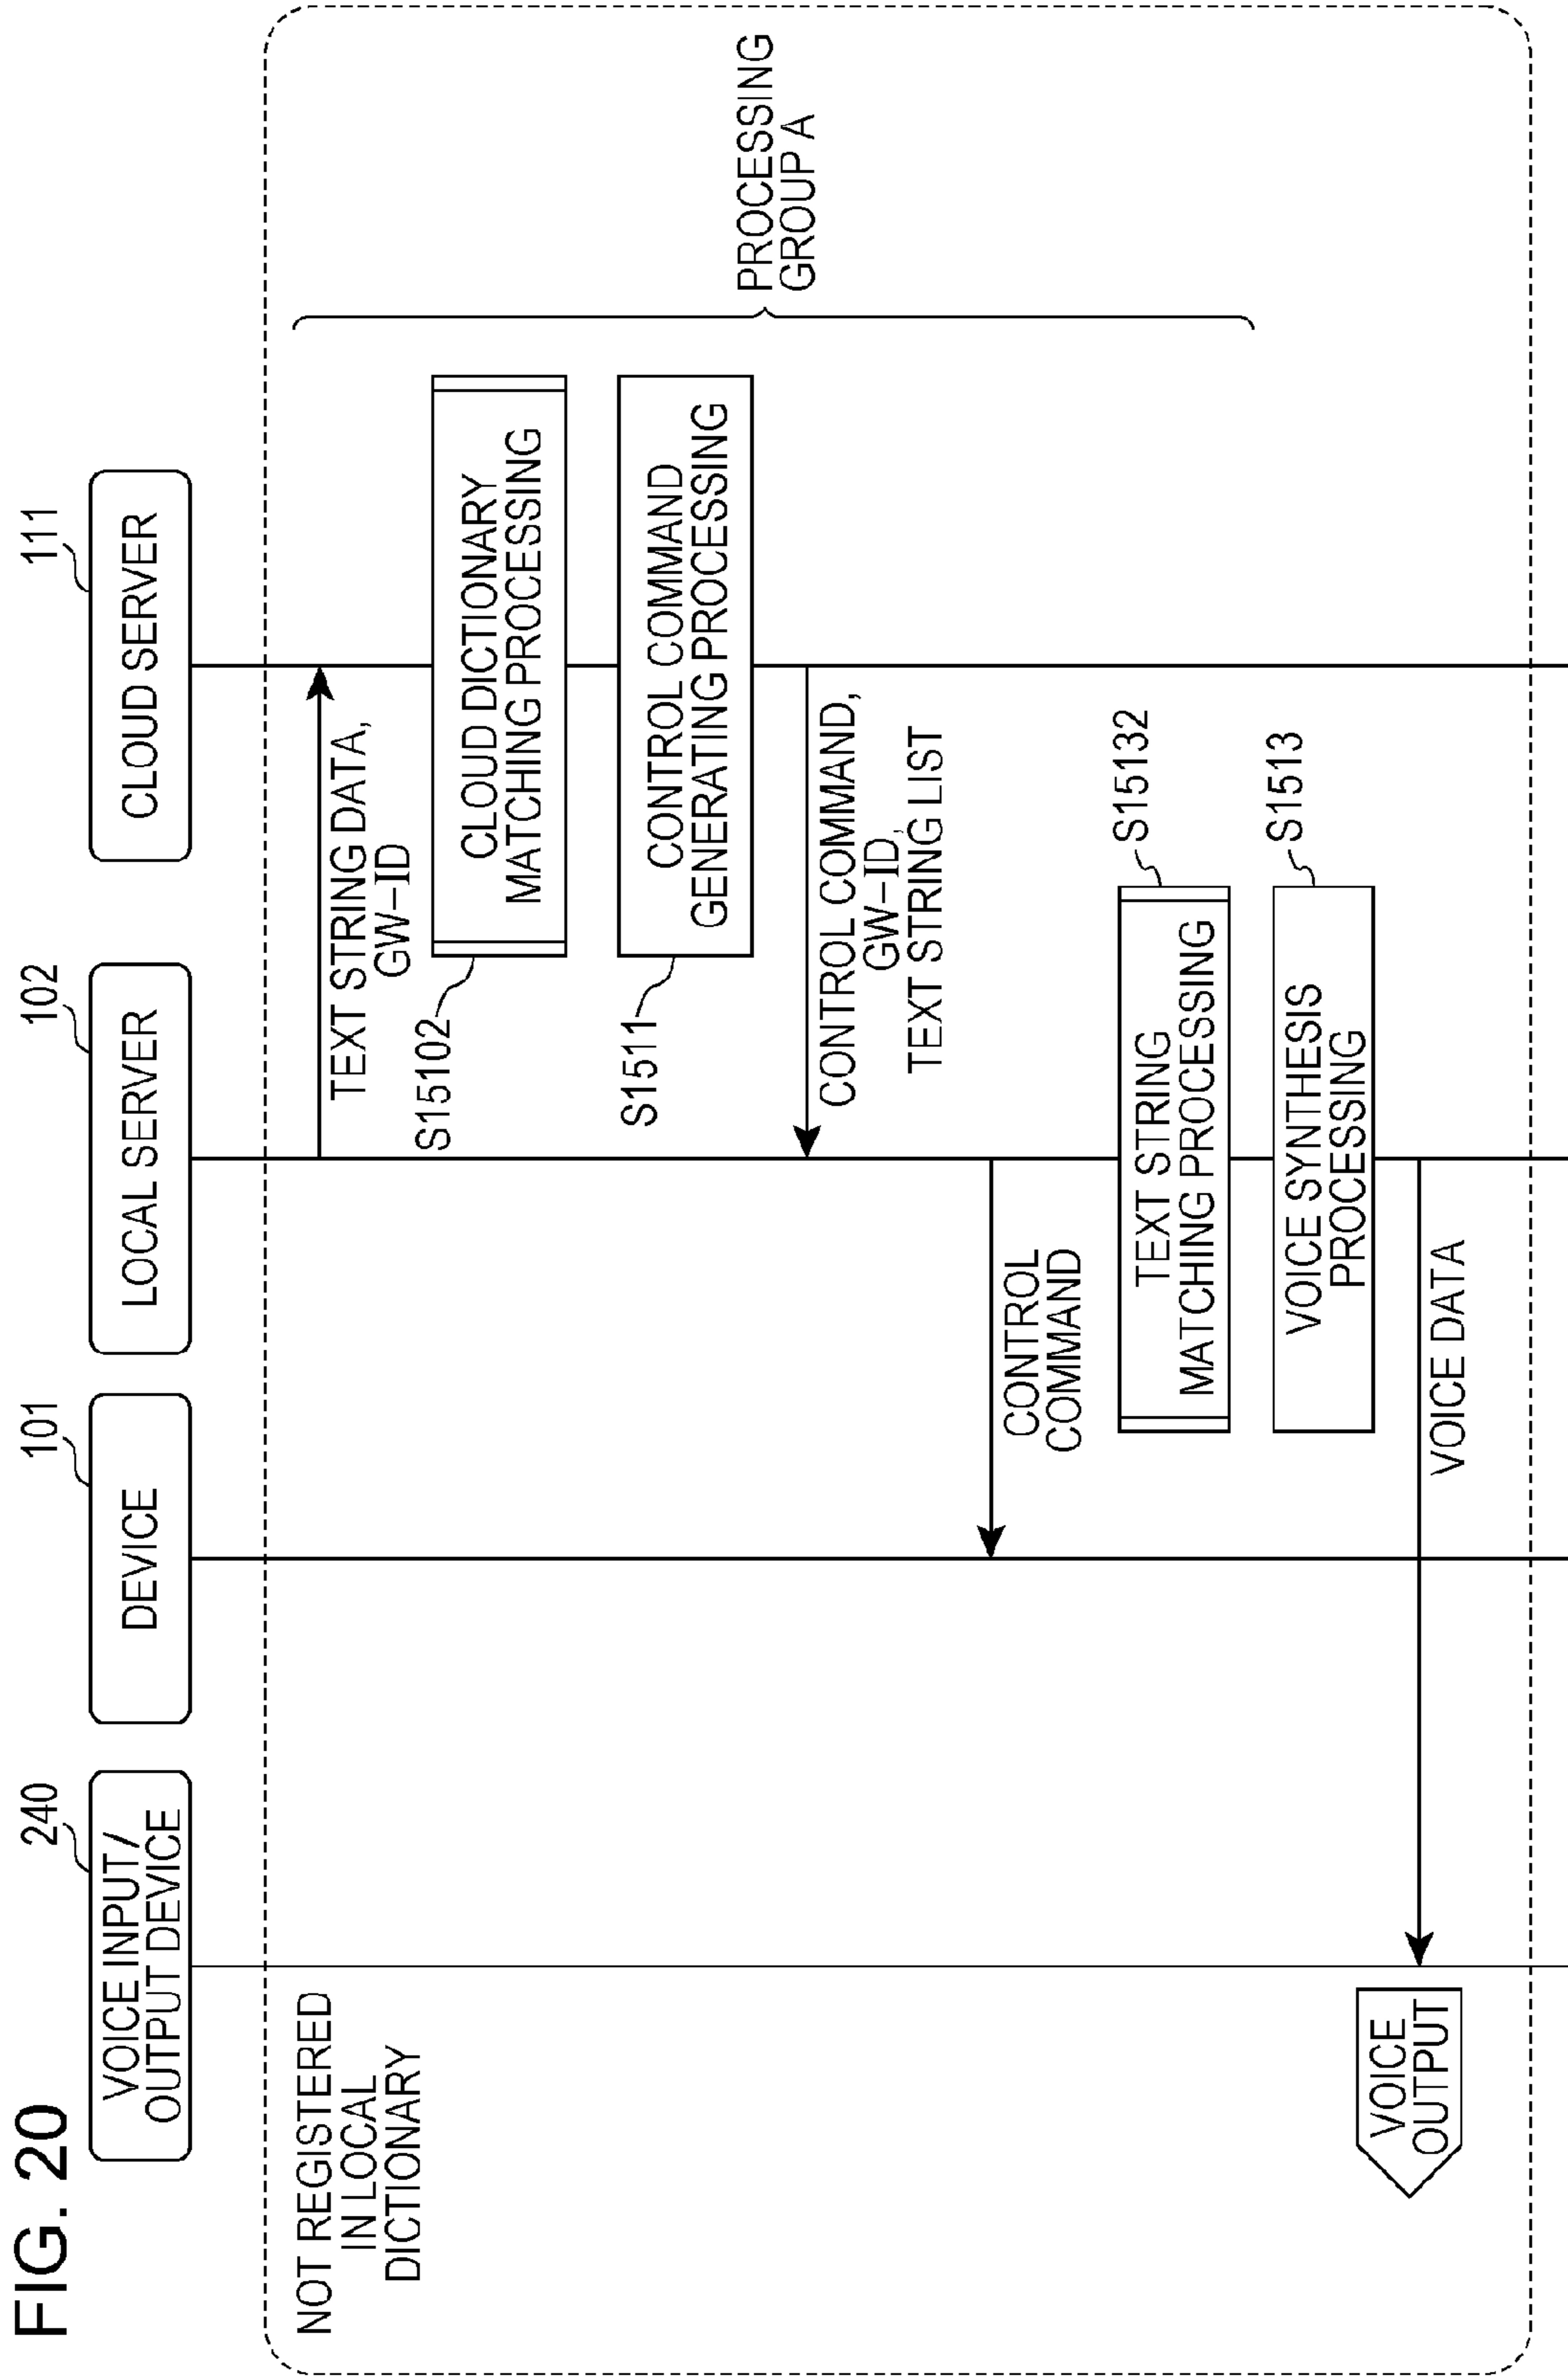 FIG. 20
240
VOICE INPUT/
OUTPUT DEVICE
101
DEVICE
102
LOCAL SERVER
111
CLOUD SERVER
NOT REGISTERED
IN LOCAL
DICTIONARY
TEXT STRING DATA,
GW-ID
S15102
CLOUD DICTIONARY
MATCHING PROCESSING
S1511
CONTROL COMMAND
GENERATING PROCESSING
PROCESSING
GROUP A
CONTROL COMMAND,
GW-ID,
TEXT STRING LIST
CONTROL
COMMAND
TEXT STRING
MATCHING PROCESSING
S15132
VOICE SYNTHESIS
PROCESSING
S1513
VOICE DATA
VOICE
OUTPUT